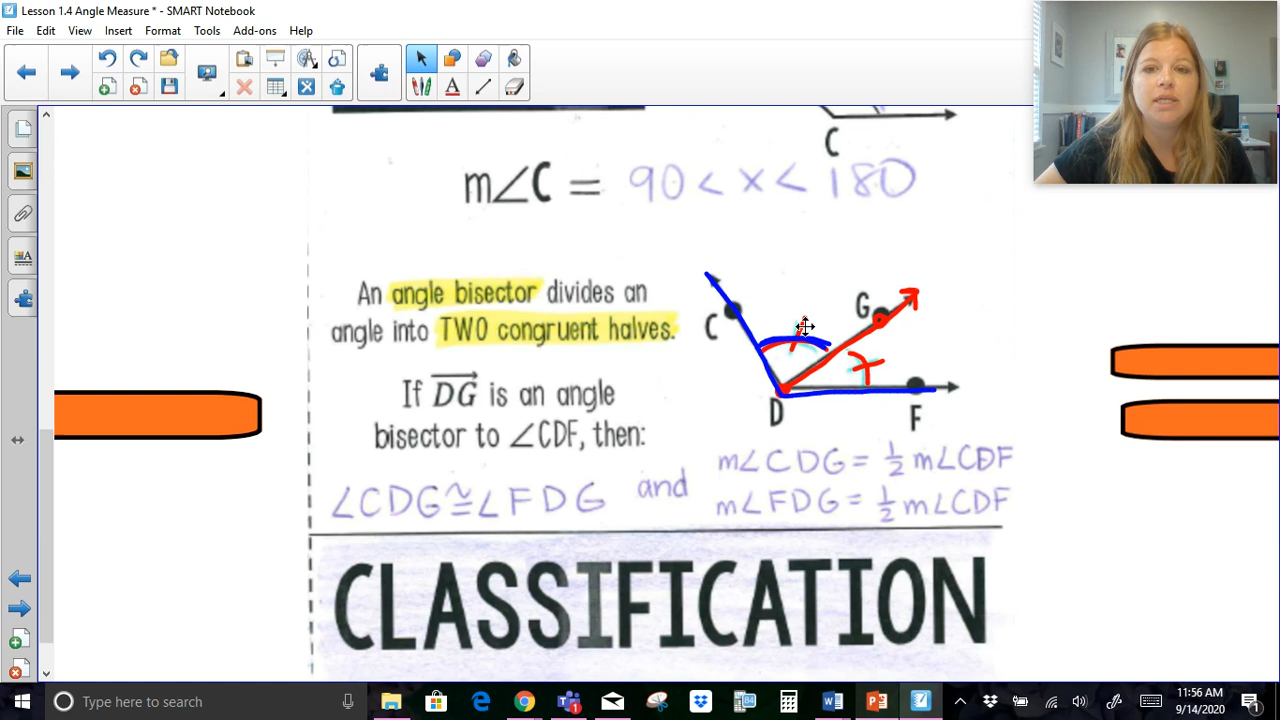 Lesson 1.4 Angle Measure * - SMART Notebook
File Edit View Insert Format Tools Add-ons Help
C
m∠C = 90 < x < 180
An angle bisector divides an
angle into TWO congruent halves.
If DG is an angle
bisector to ∠CDF, then:
∠CDG ≅ ∠FDG and
m∠CDG = 1/2 m∠CDF
m∠FDG = 1/2 m∠CDF
C
G
D
F
CLASSIFICATION
Type here to search
11:56 AM
9/14/2020